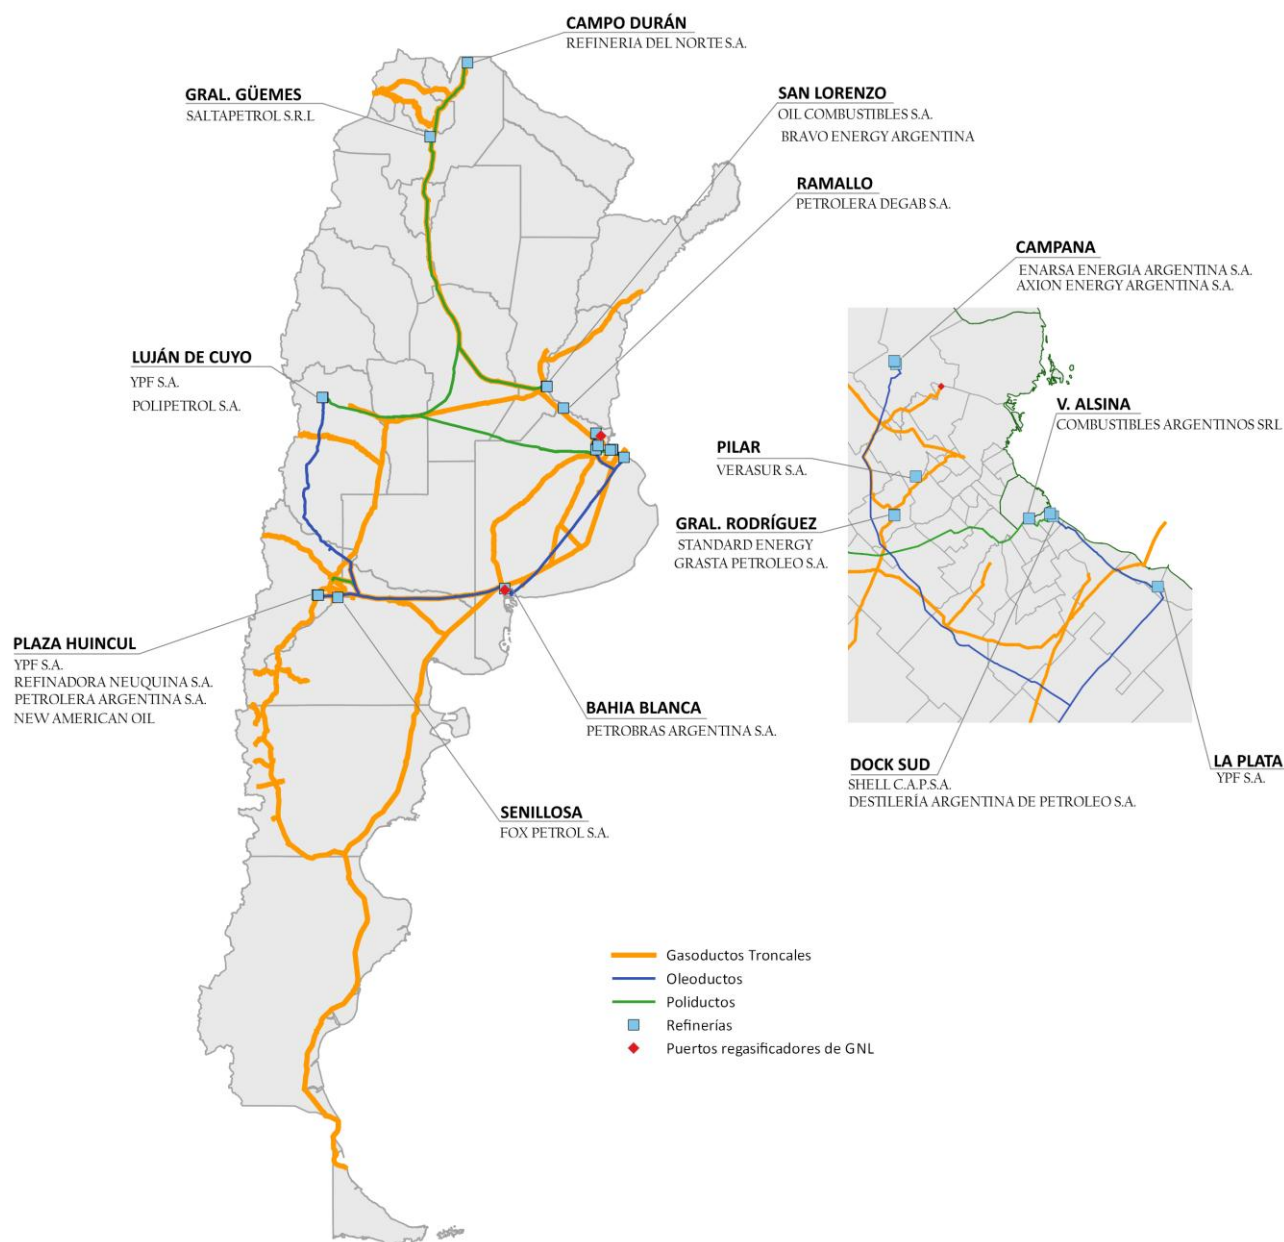 CAMPO DURÁN
REFINERIA DEL NORTE S.A.
GRAL. GÜEMES
SALTAPETROL S.R.L
SAN LORENZO
OIL COMBUSTIBLES S.A.
BRAVO ENERGY ARGENTINA
RAMALLO
PETROLERA DEGAB S.A.
CAMPANA
ENARSA ENERGIA ARGENTINA S.A.
AXION ENERGY ARGENTINA S.A.
LUJÁN DE CUYO
YPF S.A.
POLIPETROL S.A.
V. ALSINA
COMBUSTIBLES ARGENTINOS SRL
PILAR
VERASUR S.A.
GRAL. RODRÍGUEZ
STANDARD ENERGY
GRASTA PETROLEO S.A.
PLAZA HUINCUL
YPF S.A.
REFINADORA NEUQUINA S.A.
PETROLERA ARGENTINA S.A.
NEW AMERICAN OIL
BAHIA BLANCA
PETROBRAS ARGENTINA S.A.
DOCK SUD
SHELL C.A.P.S.A.
DESTILERÍA ARGENTINA DE PETROLEO S.A.
LA PLATA
YPF S.A.
SENILLOSA
FOX PETROL S.A.
Gasoductos Troncales
Oleoductos
Poliductos
Refinerías
Puertos regasificadores de GNL